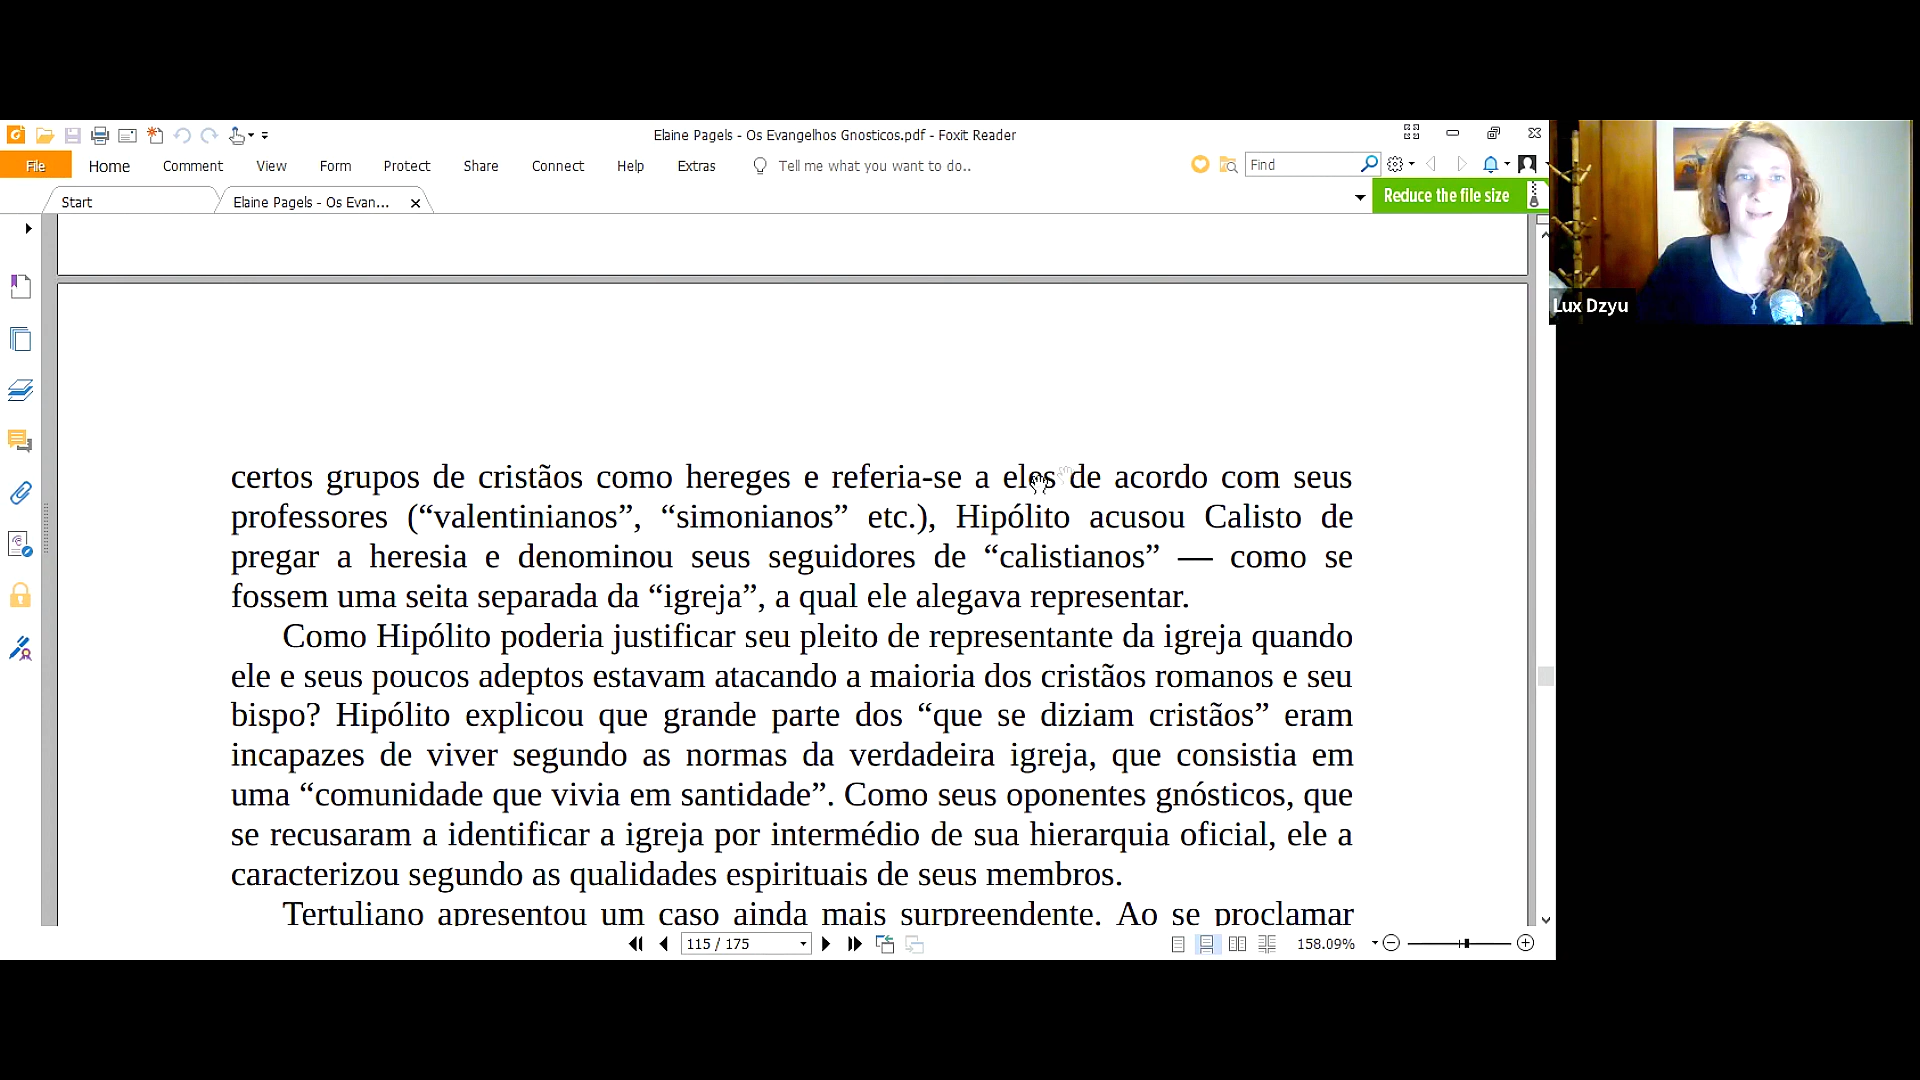 Elaine Pagels - Os Evangelhos Gnosticos.pdf - Foxit Reader
File Home Comment View Form Protect Share Connect Help Extras Tell me what you want to do.. Find
Start Elaine Pagels - Os Evan... Reduce the file size
Lux Dzyu
certos grupos de cristãos como hereges e referia-se a eles de acordo com seus
professores (“valentinianos”, “simonianos” etc.), Hipólito acusou Calisto de
pregar a heresia e denominou seus seguidores de “calistianos” — como se
fossem uma seita separada da “igreja”, a qual ele alegava representar.
Como Hipólito poderia justificar seu pleito de representante da igreja quando
ele e seus poucos adeptos estavam atacando a maioria dos cristãos romanos e seu
bispo? Hipólito explicou que grande parte dos “que se diziam cristãos” eram
incapazes de viver segundo as normas da verdadeira igreja, que consistia em
uma “comunidade que vivia em santidade”. Como seus oponentes gnósticos, que
se recusaram a identificar a igreja por intermédio de sua hierarquia oficial, ele a
caracterizou segundo as qualidades espirituais de seus membros.
Tertuliano apresentou um caso ainda mais surpreendente. Ao se proclamar
115 / 175 158.09%